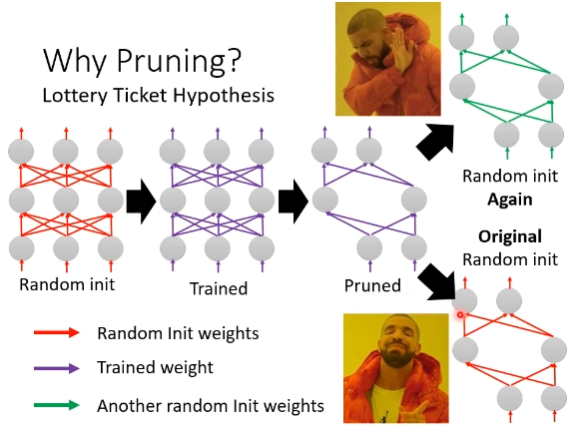 Why Pruning?
Lottery Ticket Hypothesis
Random init
Trained
Pruned
Random init
Again
Original
Random init
Random Init weights
Trained weight
Another random Init weights